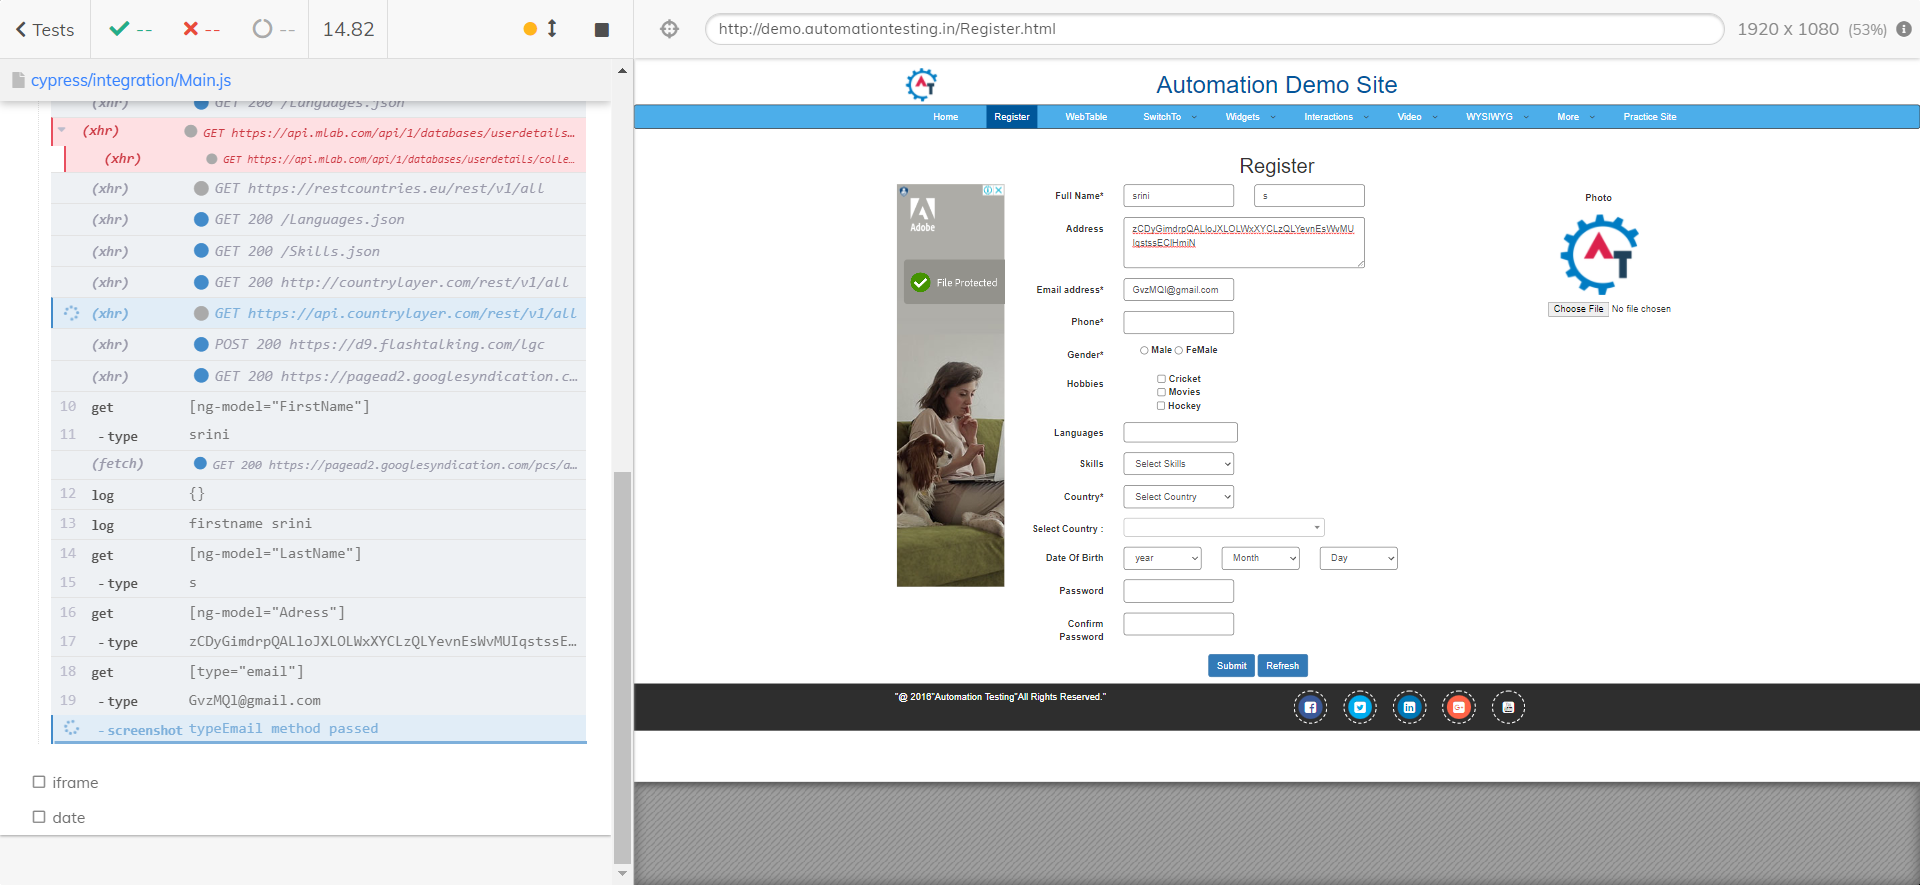 Tests
--
--
--
14.82
http://demo.automationtesting.in/Register.html
1920 x 1080 (53%)
cypress/integration/Main.js
(xhr) GET 200 /Languages.json
(xhr) GET https://api.mlab.com/api/1/databases/userdetails…
(xhr) GET https://api.mlab.com/api/1/databases/userdetails/colle…
(xhr) GET https://restcountries.eu/rest/v1/all
(xhr) GET 200 /Languages.json
(xhr) GET 200 /Skills.json
(xhr) GET 200 http://countrylayer.com/rest/v1/all
(xhr) GET https://api.countrylayer.com/rest/v1/all
(xhr) POST 200 https://d9.flashtalking.com/lgc
(xhr) GET 200 https://pagead2.googlesyndication.c…
10 get [ng-model="FirstName"]
11 -type srini
(fetch) GET 200 https://pagead2.googlesyndication.com/pcs/a…
12 log {}
13 log firstname srini
14 get [ng-model="LastName"]
15 -type s
16 get [ng-model="Adress"]
17 -type zCDyGimdrpQALloJXLOLWxXYCLzQLYevnEsWvMUIqstssE…
18 get [type="email"]
19 -type GvzMQl@gmail.com
-screenshot typeEmail method passed
iframe
date
AT
Automation Demo Site
Home Register WebTable SwitchTo Widgets Interactions Video WYSIWYG More Practice Site
Register
Adobe
File Protected
Full Name* srini s
Address zCDyGimdrpQALloJXLOLWxXYCLzQLYevnEsWvMU
IqstssEClHmiN
Email address* GvzMQl@gmail.com
Phone*
Gender* Male FeMale
Hobbies Cricket
Movies
Hockey
Languages
Skills Select Skills
Country* Select Country
Select Country :
Date Of Birth year Month Day
Password
Confirm
Password
Submit Refresh
Photo
AT
Choose File No file chosen
"@ 2016"Automation Testing"All Rights Reserved."